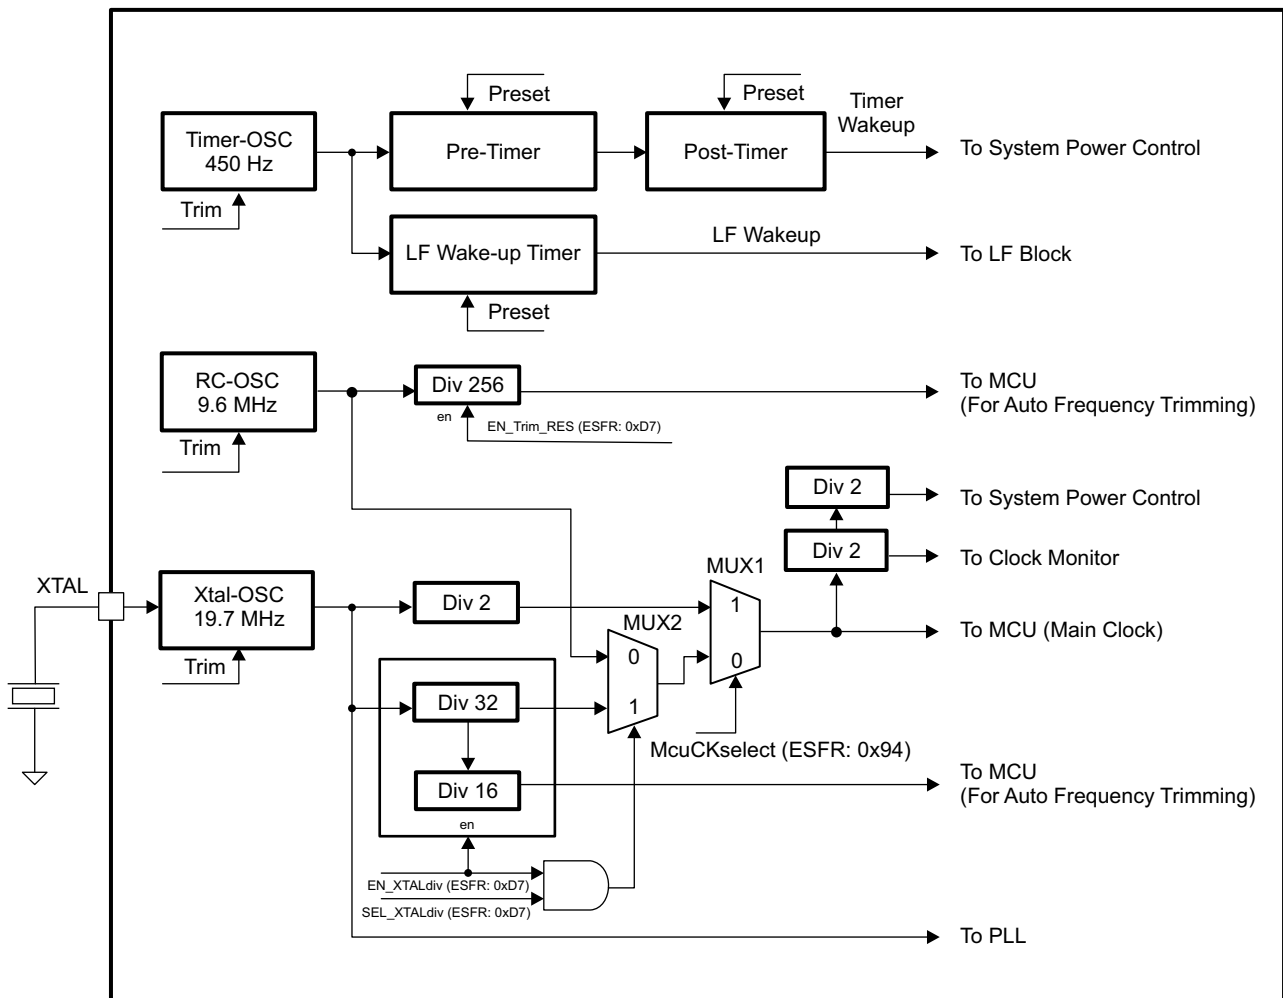 Preset
Preset
Timer
Wakeup
Timer-OSC
450 Hz
Pre-Timer
Post-Timer
To System Power Control
Trim
LF Wake-up Timer
LF Wakeup
To LF Block
Preset
RC-OSC
9.6 MHz
Div 256
To MCU
(For Auto Frequency Trimming)
en
EN_Trim_RES (ESFR: 0xD7)
Trim
Div 2
To System Power Control
Div 2
To Clock Monitor
XTAL
Xtal-OSC
19.7 MHz
Div 2
MUX1
1
0
To MCU (Main Clock)
MUX2
0
1
Trim
Div 32
McuCKselect (ESFR: 0x94)
Div 16
To MCU
(For Auto Frequency Trimming)
en
EN_XTALdiv (ESFR: 0xD7)
SEL_XTALdiv (ESFR: 0xD7)
To PLL